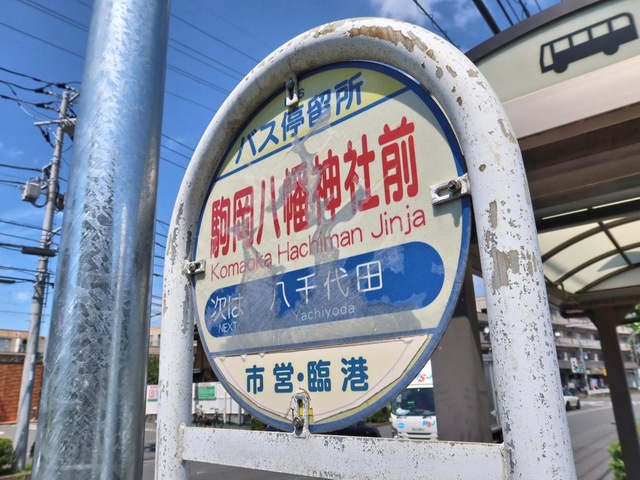 バス停留所
駒岡八幡神社前
Komaoka Hachiman Jinja
次は 八千代田
NEXT Yachiyoda
市営・臨港